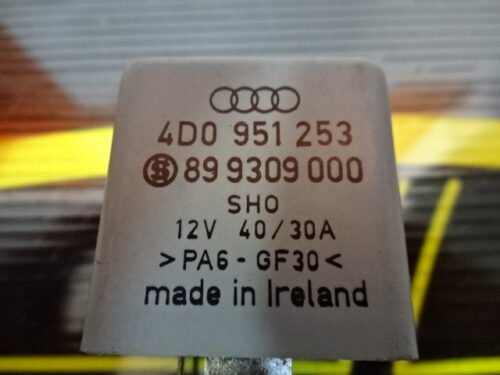 4D0 951 253
89 9309 000
SHO
12V 40/30A
>PA6-GF30<
made in Ireland